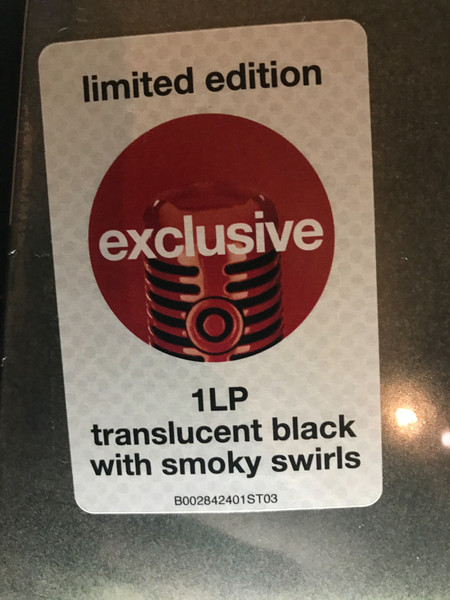 limited edition
exclusive
1LP
translucent black
with smoky swirls
B002842401ST03